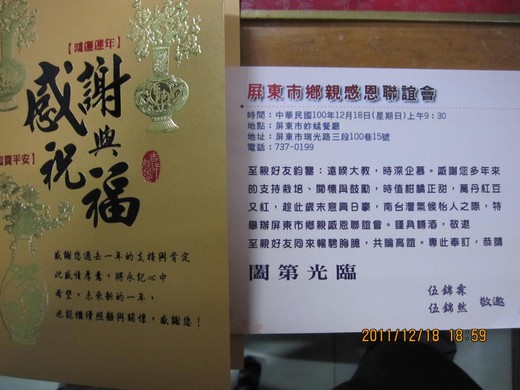 【鴻運連年】
感謝與祝福
富貴平安】
感謝您過去一年的支持與肯定
此感情厚意，將永記心中
希望，未來新的一年，
也能繼續照顧與關懷，感謝您！
屏東市鄉親感恩聯誼會
時間：中華民國100年12月18日(星期日)上午9：30
地點：屏東市蚱蜢餐廳
地址：屏東市瑞光路三段100巷15號
電話：737-0199
至親好友鈞鑒：遠睽大教，時深企慕。感謝您多年來
的支持栽培、關懷與鼓勵，時值柑橘正甜，萬丹紅豆
又紅，趁此歲末意興日豪，南台灣氣候怡人之際，特
舉辦屏東市鄉親感恩聯誼會。謹具餚酒，敬邀
至親好友同來暢聘胸臆，共論高誼。專此奉訂，恭請
闔第光臨
伍錦霖
伍錦然
敬邀
2011/12/18 18:59